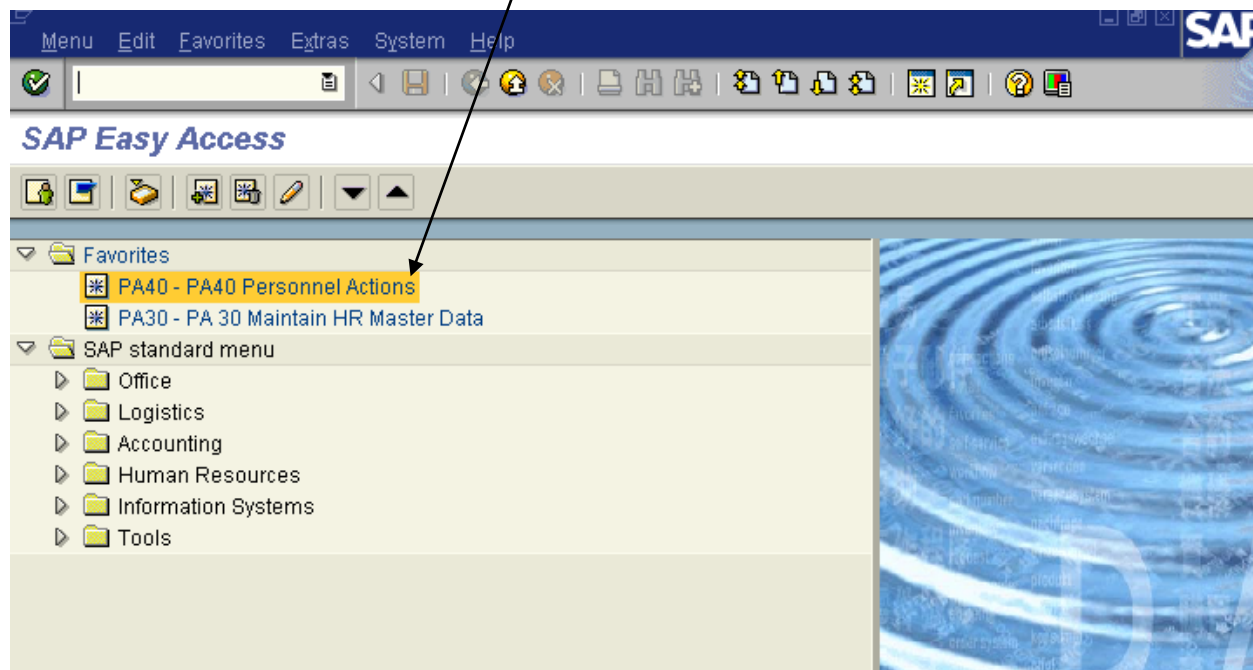 Menu Edit Favorites Extras System Help
SAP
SAP Easy Access
Favorites
PA40 - PA40 Personnel Actions
PA30 - PA 30 Maintain HR Master Data
SAP standard menu
Office
Logistics
Accounting
Human Resources
Information Systems
Tools